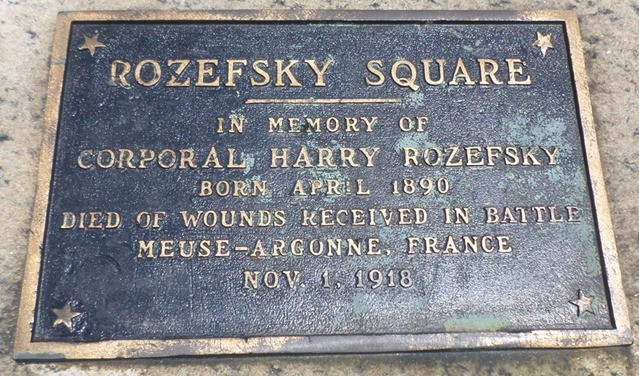 ROZEFSKY SQUARE
IN MEMORY OF
CORPORAL HARRY ROZEFSKY
BORN APRIL 1890
DIED OF WOUNDS RECEIVED IN BATTLE
MEUSE-ARGONNE, FRANCE
NOV. 1, 1918